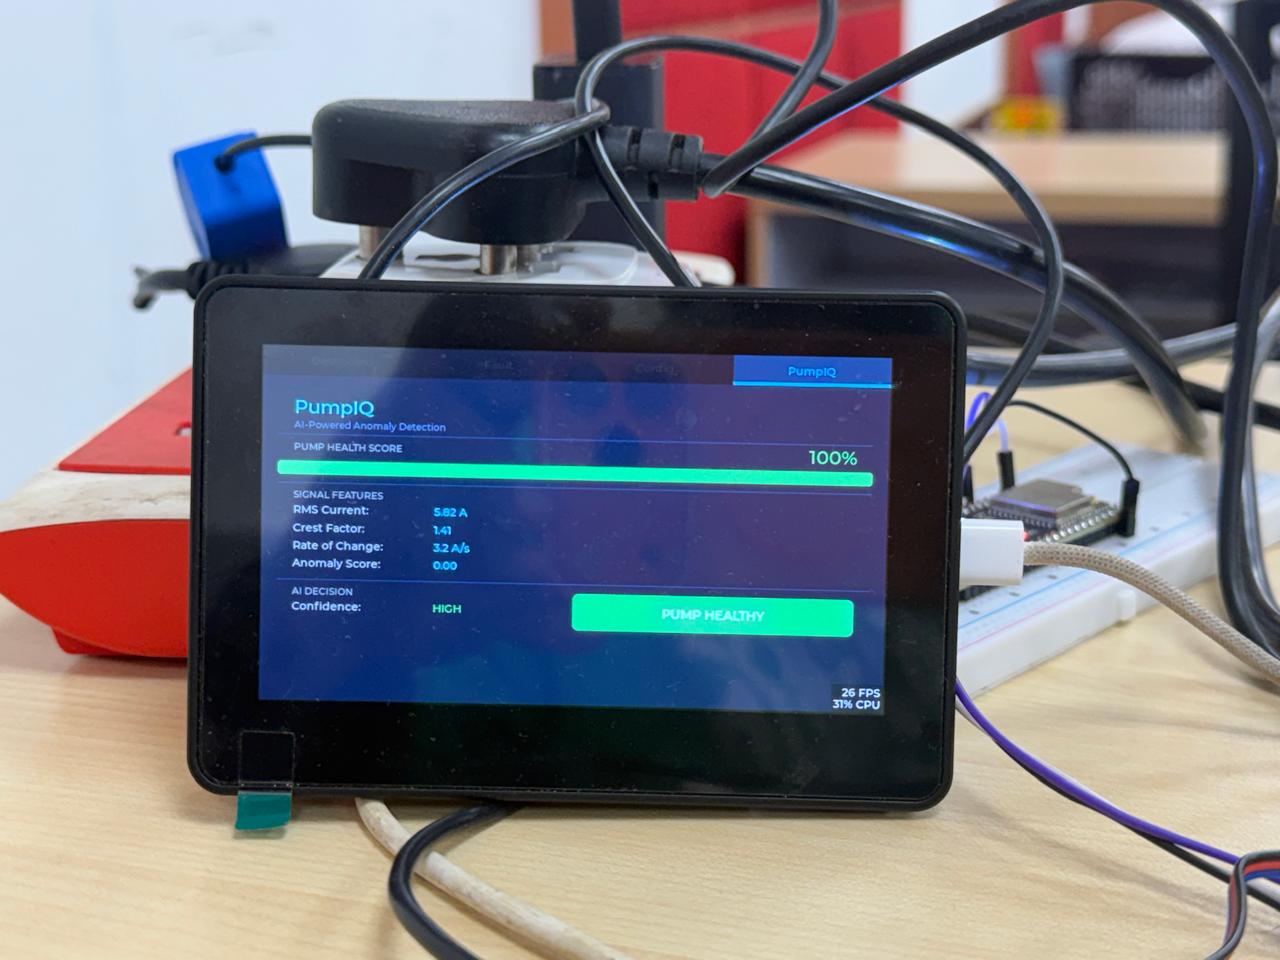 Fault
Config
PumpIQ
PumpIQ
AI-Powered Anomaly Detection
PUMP HEALTH SCORE
100%
SIGNAL FEATURES
RMS Current: 5.82 A
Crest Factor: 1.41
Rate of Change: 3.2 A/s
Anomaly Score: 0.00
AI DECISION
Confidence: HIGH
PUMP HEALTHY
26 FPS
31% CPU